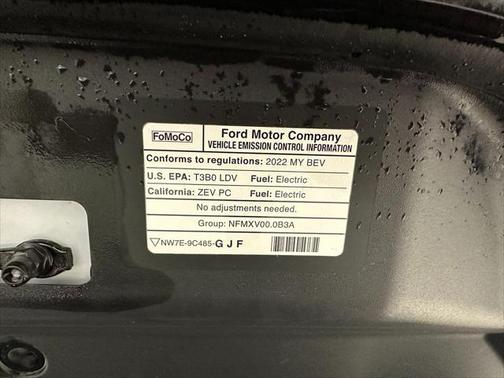 FoMoCo
Ford Motor Company
VEHICLE EMISSION CONTROL INFORMATION
Conforms to regulations: 2022 MY BEV
U.S. EPA: T3B0 LDV Fuel: Electric
California: ZEV PC Fuel: Electric
No adjustments needed.
Group: NFMXV00.0B3A
NW7E-9C485-G J F